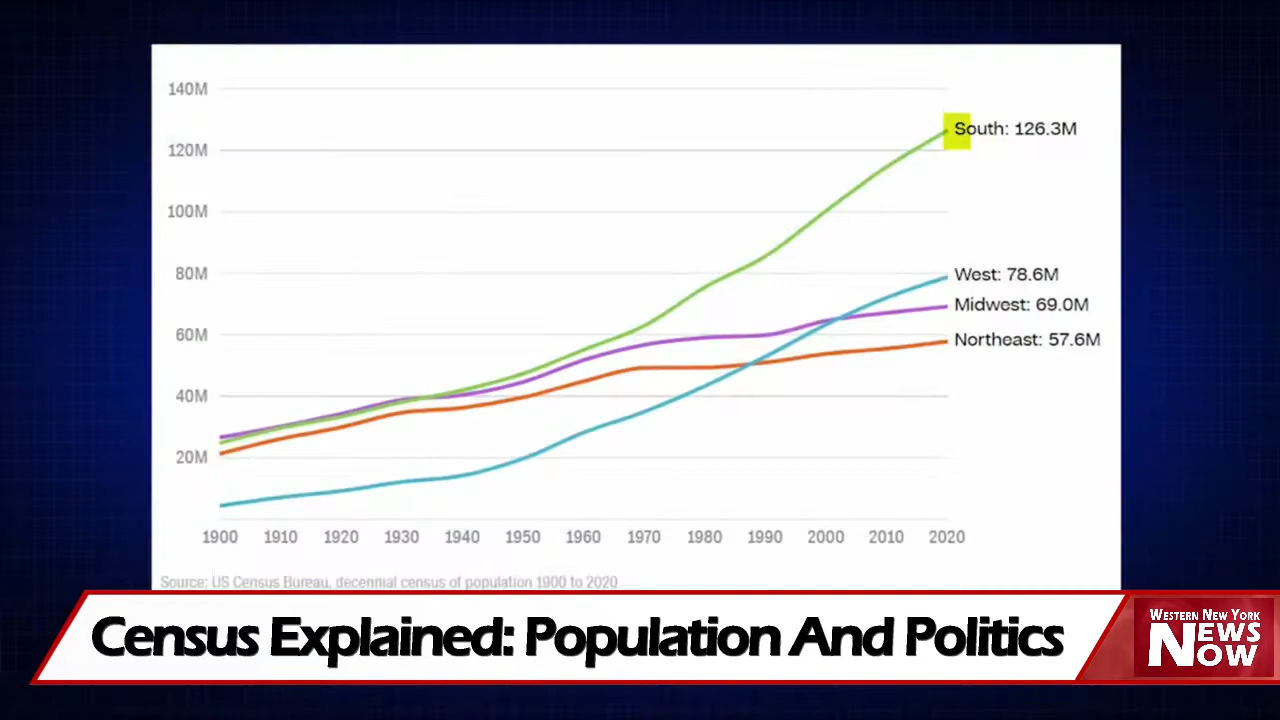 140M
120M
100M
80M
60M
40M
20M
South: 126.3M
West: 78.6M
Midwest: 69.0M
Northeast: 57.6M
1900 1910 1920 1930 1940 1950 1960 1970 1980 1990 2000 2010 2020
Source: US Census Bureau, decennial census of population 1900 to 2020
Census Explained: Population And Politics
WESTERN NEW YORK
NEWS
NOW